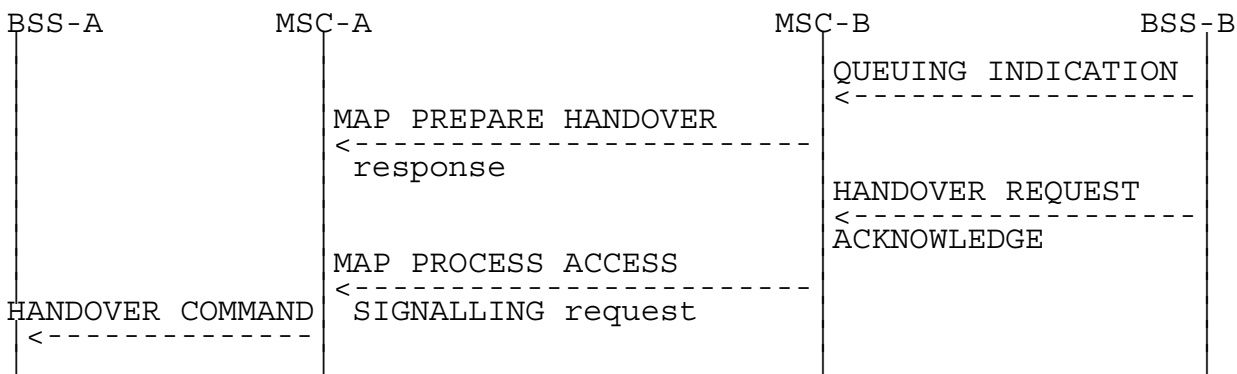 BSS-A MSC-A MSC-B BSS-B
QUEUING INDICATION
MAP PREPARE HANDOVER
response
HANDOVER REQUEST
ACKNOWLEDGE
MAP PROCESS ACCESS
HANDOVER COMMAND SIGNALLING request